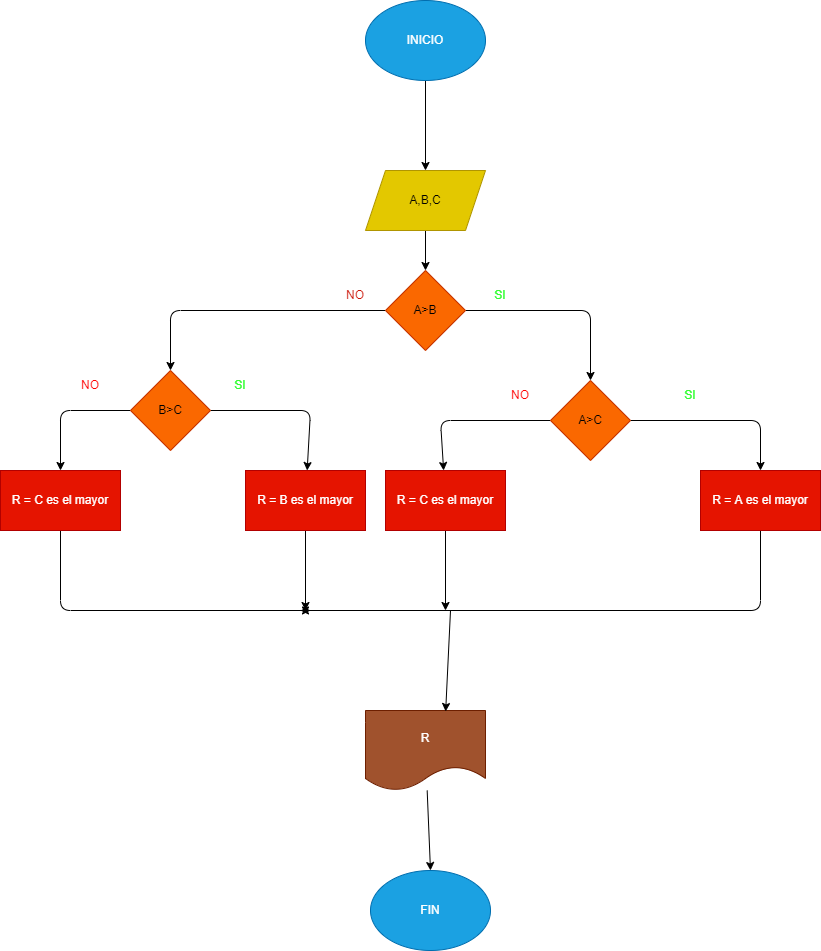 INICIO
A,B,C
A>B
NO
SI
B>C
NO
SI
A>C
NO
SI
R = C es el mayor
R = B es el mayor
R = C es el mayor
R = A es el mayor
R
FIN